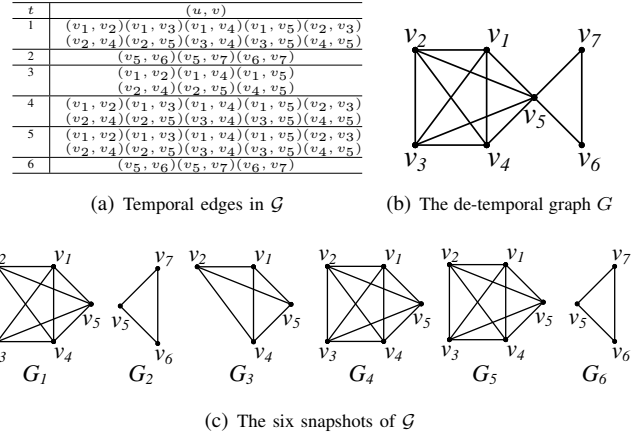 t (u, v)
1 (v1, v2)(v1, v3)(v1, v4)(v1, v5)(v2, v3)
(v2, v4)(v2, v5)(v3, v4)(v3, v5)(v4, v5)
2 (v5, v6)(v5, v7)(v6, v7)
3 (v1, v2)(v1, v4)(v1, v5)
(v2, v4)(v2, v5)(v4, v5)
4 (v1, v2)(v1, v3)(v1, v4)(v1, v5)(v2, v3)
(v2, v4)(v2, v5)(v3, v4)(v3, v5)(v4, v5)
5 (v1, v2)(v1, v3)(v1, v4)(v1, v5)(v2, v3)
(v2, v4)(v2, v5)(v3, v4)(v3, v5)(v4, v5)
6 (v5, v6)(v5, v7)(v6, v7)
(a) Temporal edges in 𝒢
v2 v1 v7
v5
v3 v4 v6
(b) The de-temporal graph G
v2 v1 v7 v2 v1 v2 v1 v2 v1 v7
v5 v5 v5 v5 v5 v5
v3 v4 v6 v4 v3 v4 v3 v4 v6
G1 G2 G3 G4 G5 G6
(c) The six snapshots of 𝒢